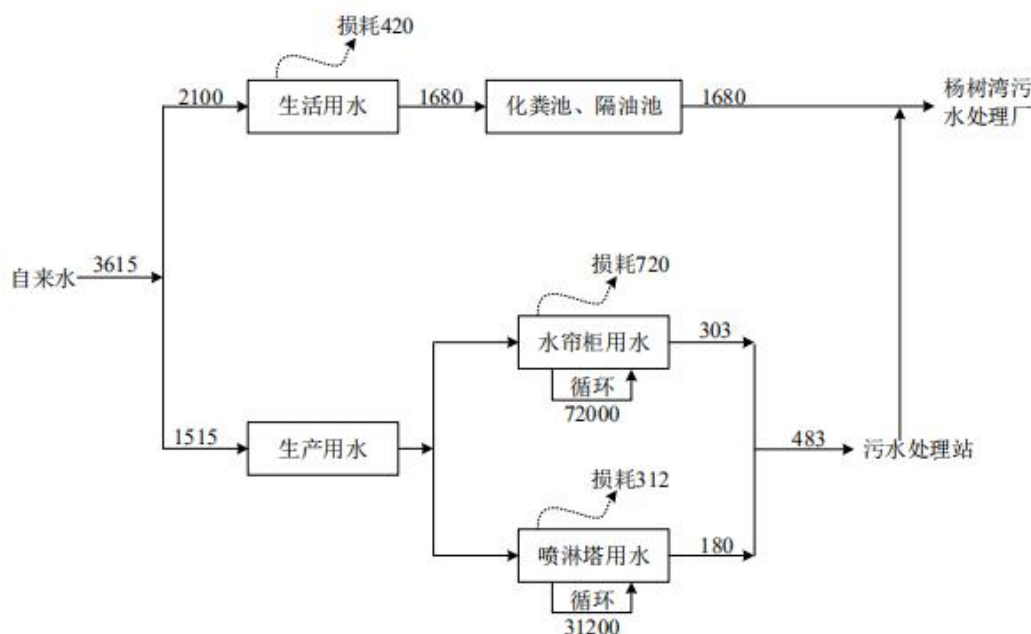 损耗420
2100
生活用水
1680
化粪池、隔油池
1680
杨树湾污
水处理厂
自来水
3615
损耗720
水帘柜用水
303
循环
72000
1515
生产用水
483
污水处理站
损耗312
喷淋塔用水
180
循环
31200